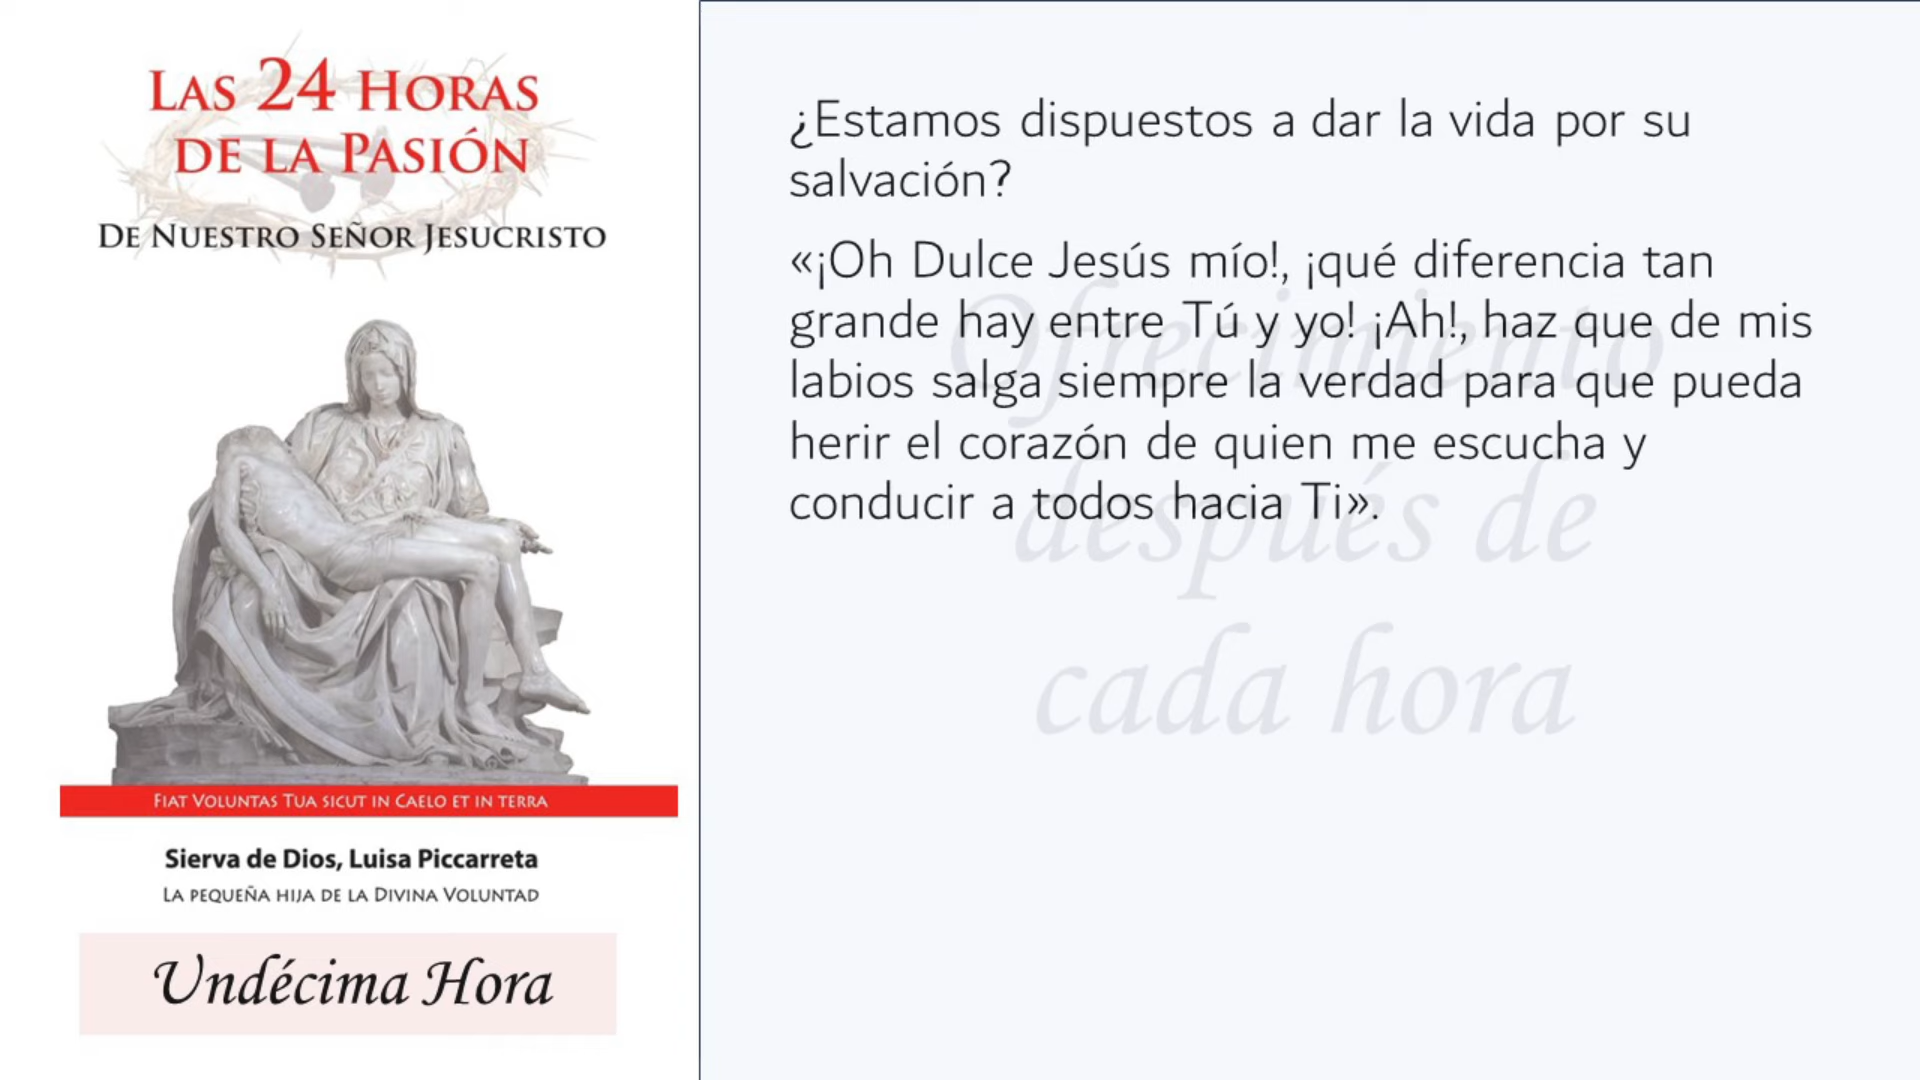 Las 24 Horas
de la Pasión
De Nuestro Señor Jesucristo
Fiat Voluntas Tua sicut in Caelo et in terra
Sierva de Dios, Luisa Piccarreta
La pequeña hija de la Divina Voluntad
Undécima Hora
¿Estamos dispuestos a dar la vida por su
salvación?
«¡Oh Dulce Jesús mío!, ¡qué diferencia tan
grande hay entre Tú y yo! ¡Ah!, haz que de mis
labios salga siempre la verdad para que pueda
herir el corazón de quien me escucha y
conducir a todos hacia Ti».
Ofrecimiento
después de
cada hora